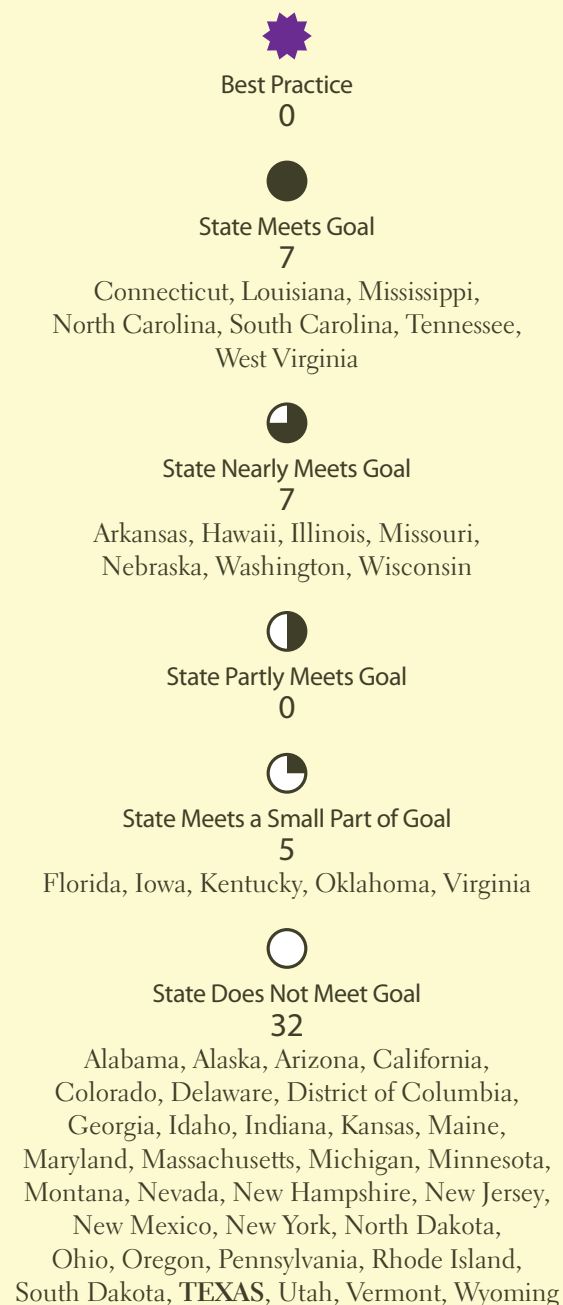 Best Practice
0
State Meets Goal
7
Connecticut, Louisiana, Mississippi,
North Carolina, South Carolina, Tennessee,
West Virginia
State Nearly Meets Goal
7
Arkansas, Hawaii, Illinois, Missouri,
Nebraska, Washington, Wisconsin
State Partly Meets Goal
0
State Meets a Small Part of Goal
5
Florida, Iowa, Kentucky, Oklahoma, Virginia
State Does Not Meet Goal
32
Alabama, Alaska, Arizona, California,
Colorado, Delaware, District of Columbia,
Georgia, Idaho, Indiana, Kansas, Maine,
Maryland, Massachusetts, Michigan, Minnesota,
Montana, Nevada, New Hampshire, New Jersey,
New Mexico, New York, North Dakota,
Ohio, Oregon, Pennsylvania, Rhode Island,
South Dakota, TEXAS, Utah, Vermont, Wyoming